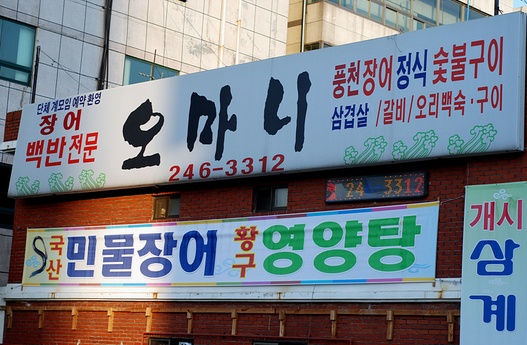 단체 계모임 예약 환영
장어
백반전문
오마니
246-3312
풍천장어 정식 숯불구이
삼겹살 /갈비/오리백숙·구이
24 3312
국산 민물장어 황구 영양탕
개시
삼
계